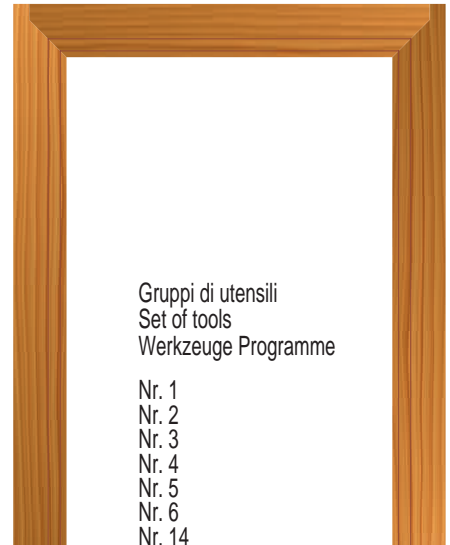 Gruppi di utensili
Set of tools
Werkzeuge Programme
Nr. 1
Nr. 2
Nr. 3
Nr. 4
Nr. 5
Nr. 6
Nr. 14